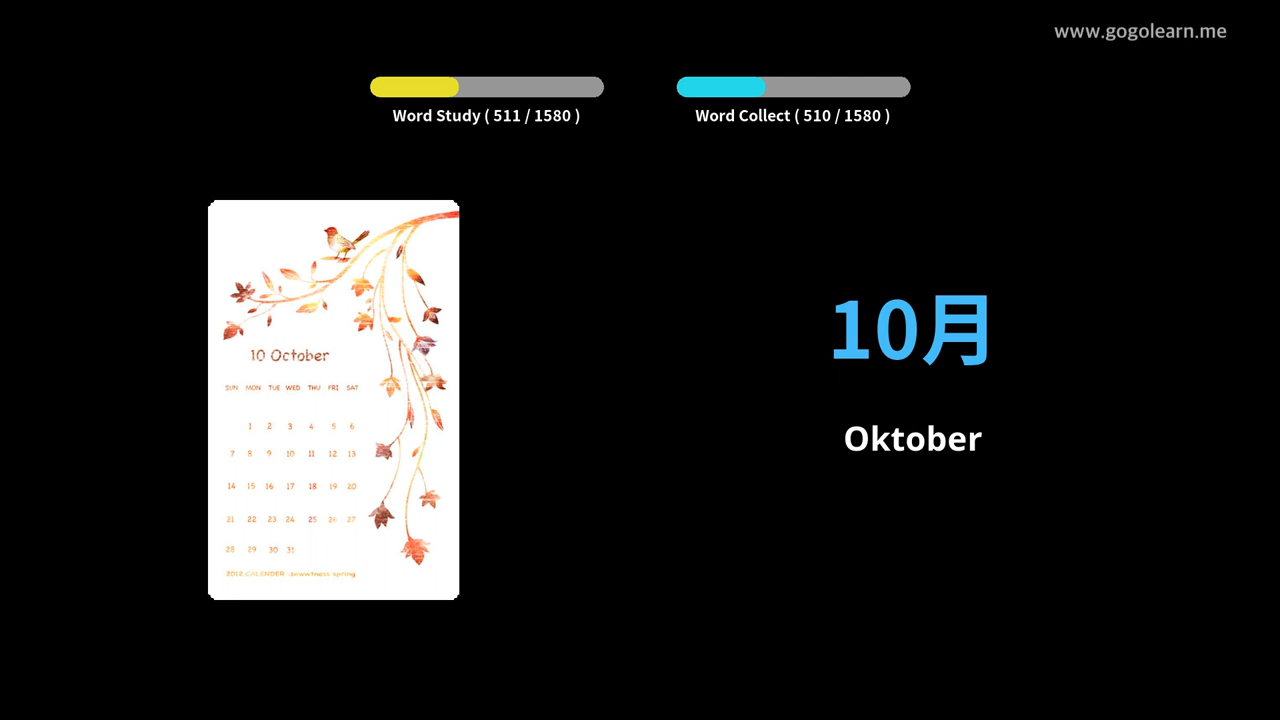 www.gogolearn.me
Word Study ( 511 / 1580 )
Word Collect ( 510 / 1580 )
10 October
SUN MON TUE WED THU FRI SAT
1 2 3 4 5 6
7 8 9 10 11 12 13
14 15 16 17 18 19 20
21 22 23 24 25 26 27
28 29 30 31
CALENDER
spring
10月
Oktober